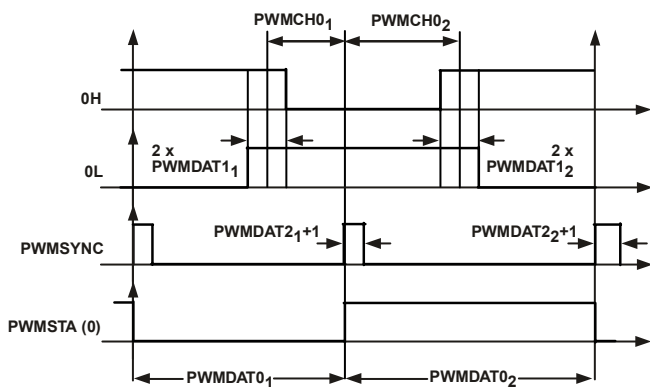 PWMCH0₁ PWMCH0₂
0H
2 x
PWMDAT1₁
2 x
PWMDAT1₂
0L
PWMSYNC
PWMDAT2₁+1
PWMDAT2₂+1
PWMSTA (0)
PWMDAT0₁ PWMDAT0₂